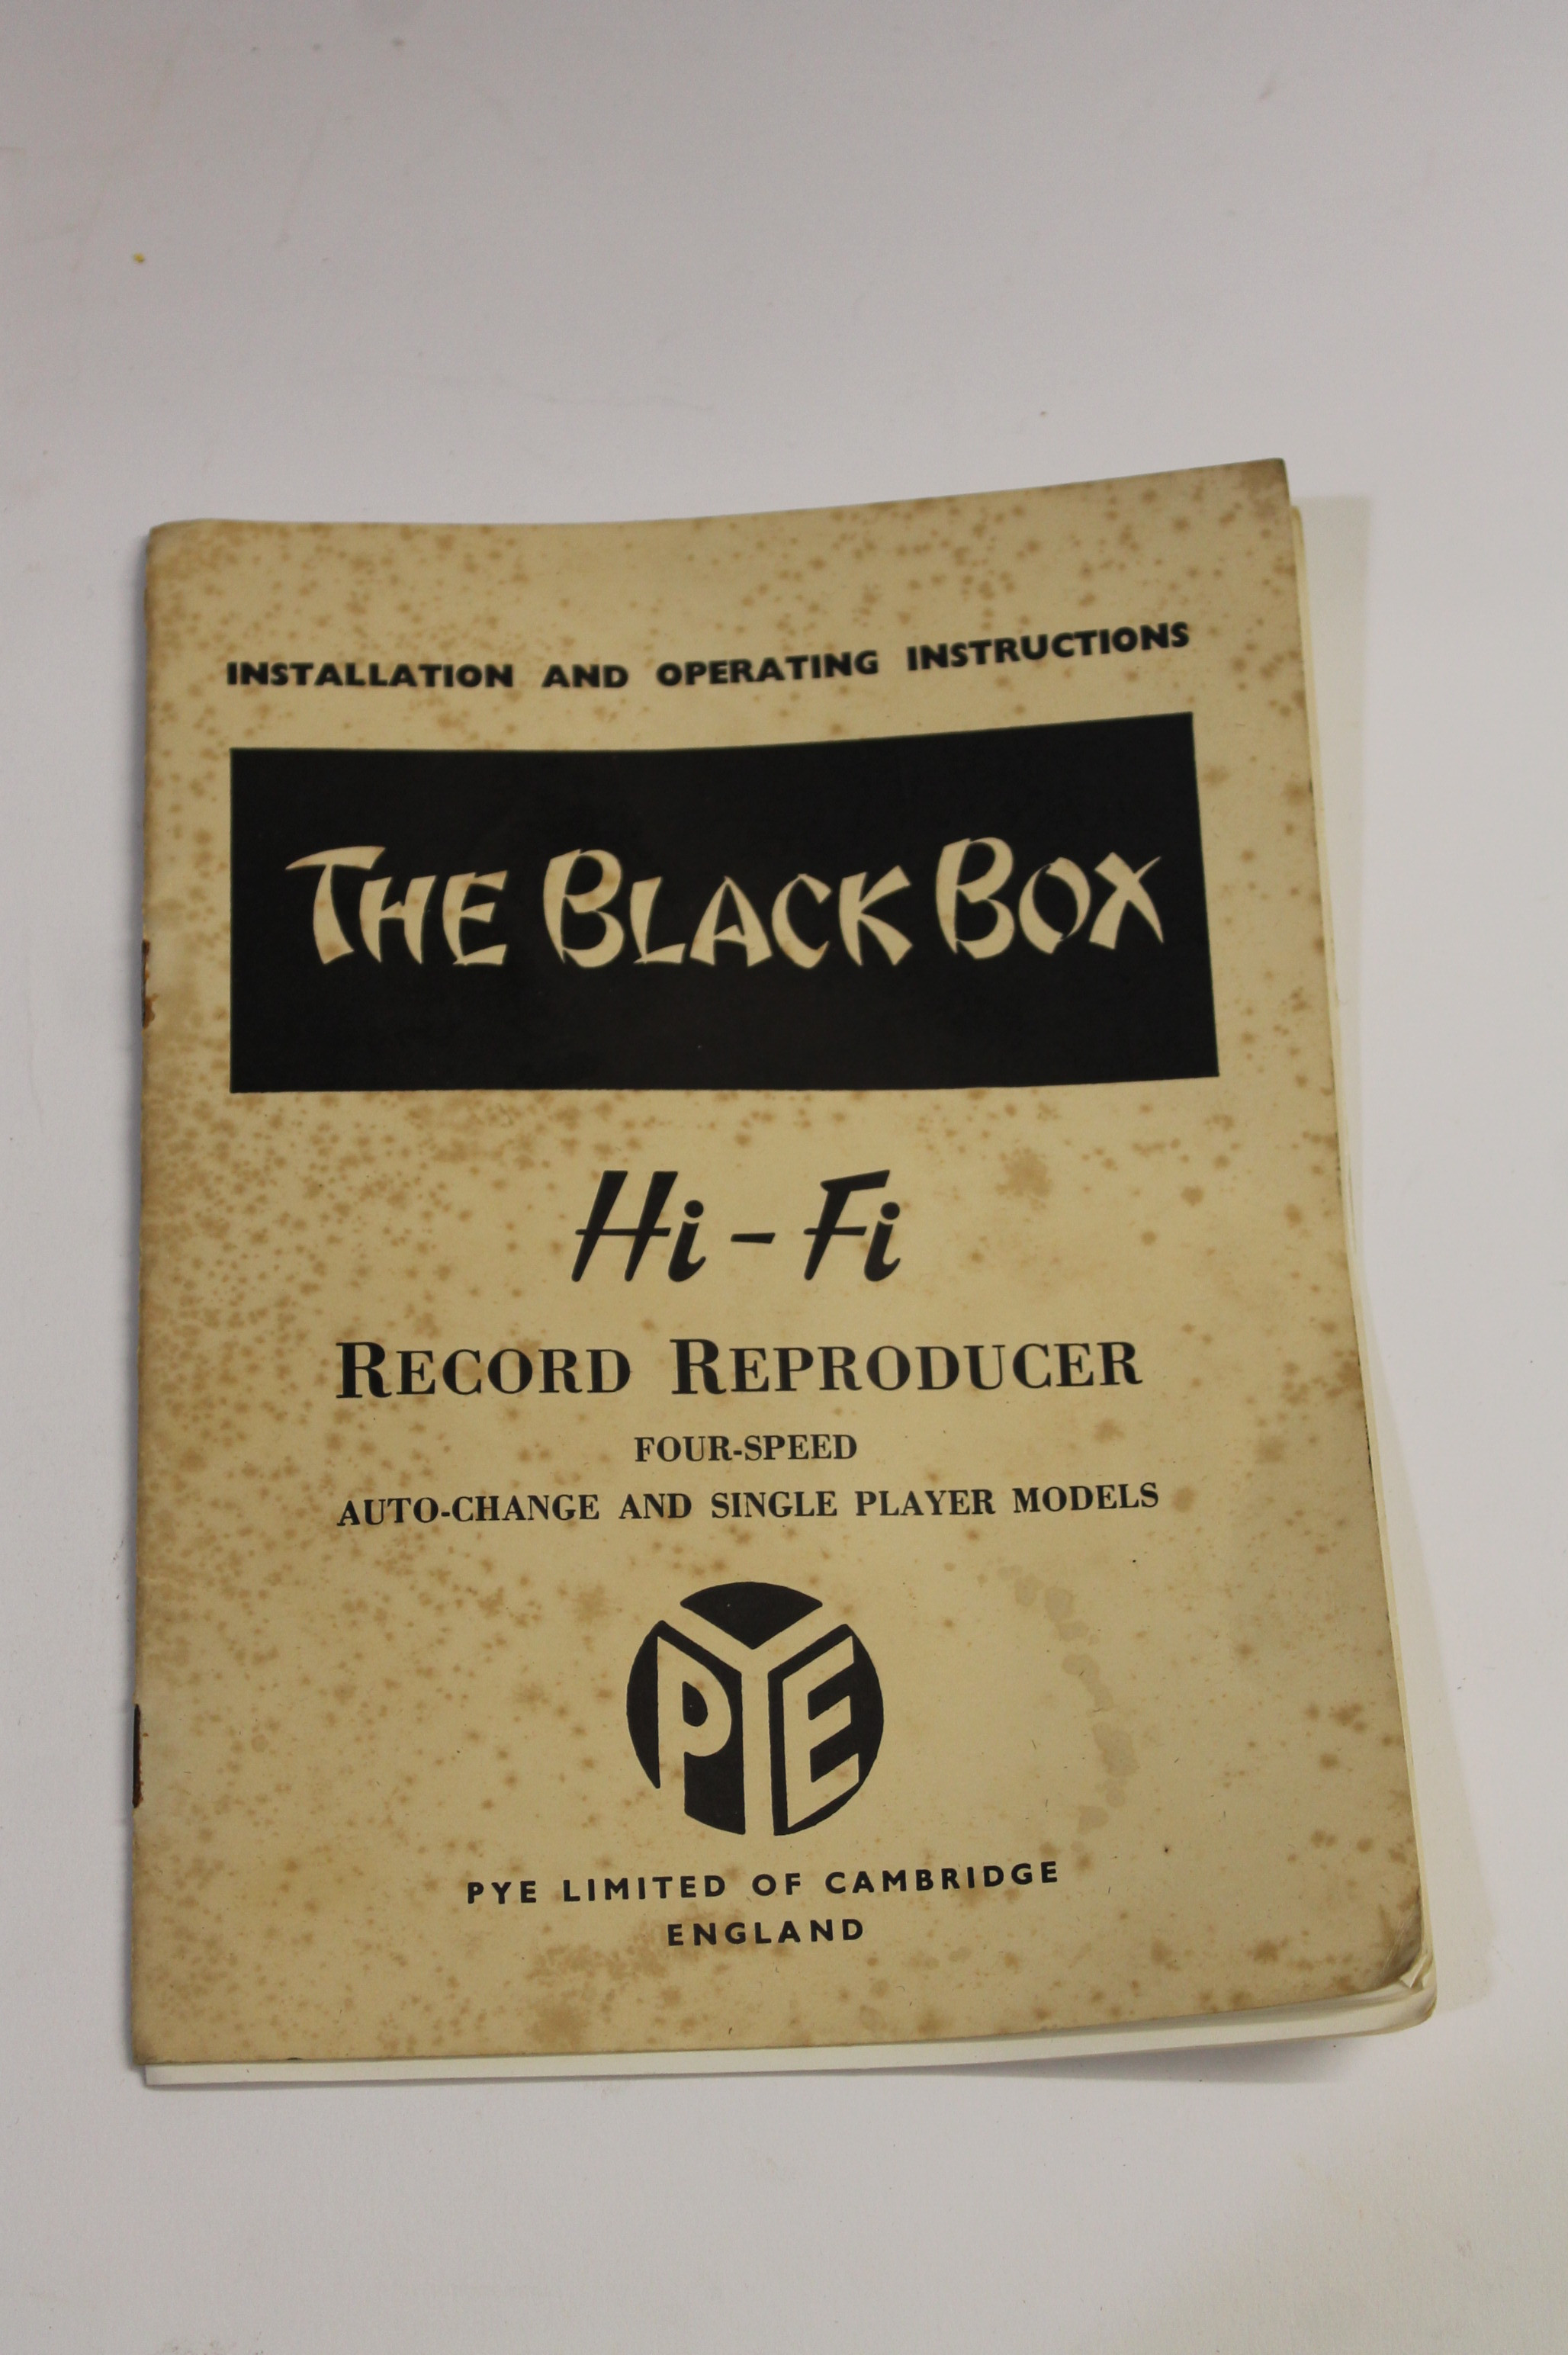 INSTALLATION AND OPERATING INSTRUCTIONS
THE BLACK BOX
Hi-Fi
RECORD REPRODUCER
FOUR-SPEED
AUTO-CHANGE AND SINGLE PLAYER MODELS
PYE
PYE LIMITED OF CAMBRIDGE
ENGLAND